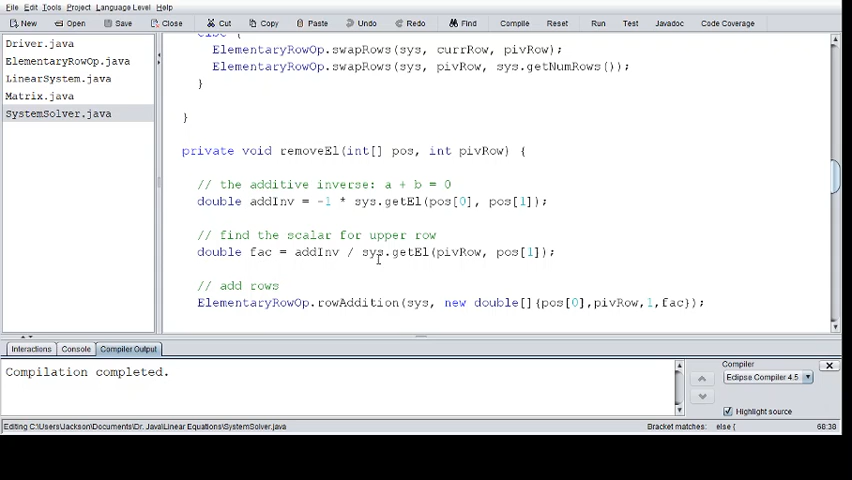 File Edit Tools Project Language Level Help
New Open Save Close Cut Copy Paste Undo Redo Find Compile Reset Run Test Javadoc Code Coverage
Driver.java
ElementaryRowOp.java
LinearSystem.java
Matrix.java
SystemSolver.java
else {
ElementaryRowOp.swapRows(sys, currRow, pivRow);
ElementaryRowOp.swapRows(sys, pivRow, sys.getNumRows());
}
}
private void removeEl(int[] pos, int pivRow) {
// the additive inverse: a + b = 0
double addInv = -1 * sys.getEl(pos[0], pos[1]);
// find the scalar for upper row
double fac = addInv / sys.getEl(pivRow, pos[1]);
// add rows
ElementaryRowOp.rowAddition(sys, new double[]{pos[0],pivRow,1,fac});
Interactions Console Compiler Output
Compilation completed.
Compiler
Eclipse Compiler 4.5
Highlight source
Editing C:\Users\Jackson\Documents\Dr. Java\Linear Equations\SystemSolver.java
Bracket matches: else {
68:38